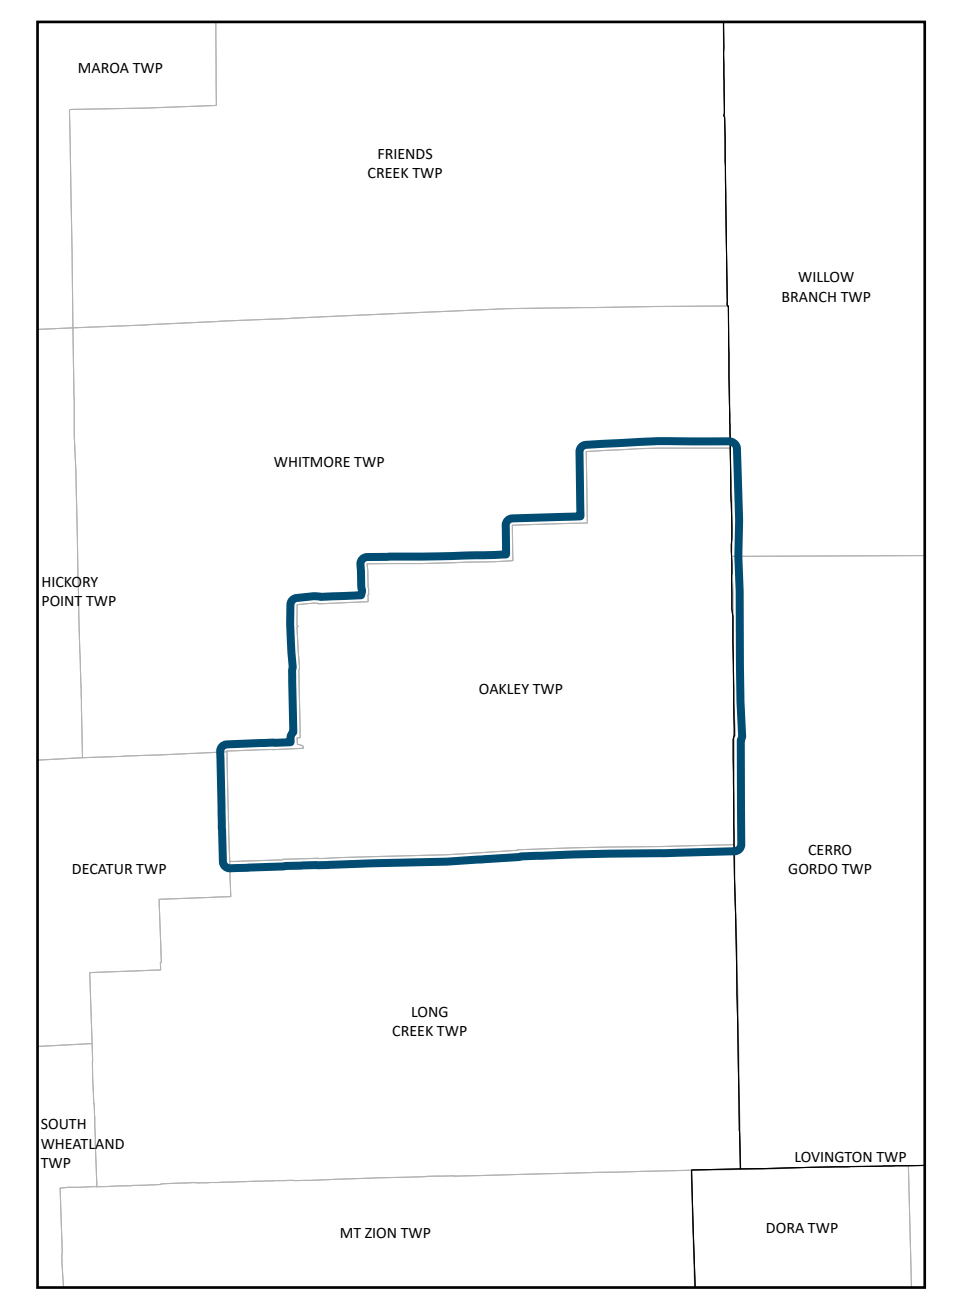 MAROA TWP
FRIENDS
CREEK TWP
WILLOW
BRANCH TWP
WHITMORE TWP
HICKORY
POINT TWP
OAKLEY TWP
DECATUR TWP
CERRO
GORDO TWP
LONG
CREEK TWP
SOUTH
WHEATLAND
TWP
LOVINGTON TWP
MT ZION TWP
DORA TWP